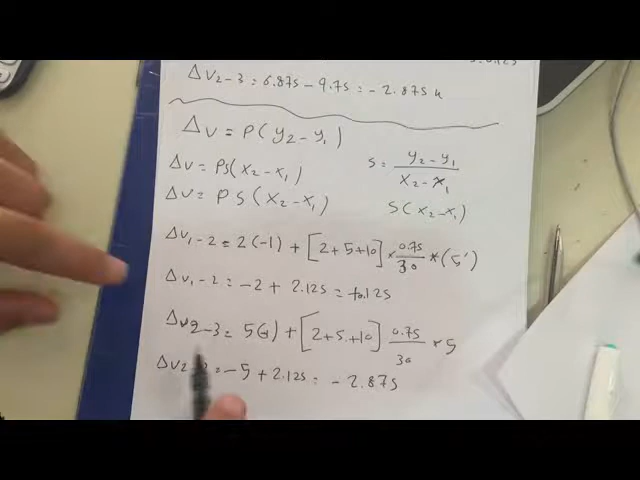 ΔV2-3 = 6.875 - 9.75 = -2.875 k
ΔV = P(y2-y1)
ΔV = PS(x2-x1)
S = y2-y1 / x2-x1
ΔV = PS (x2-x1)
S(x2-x1)
ΔV1-2 = 2(-1) + [2+5+10] * 0.75/30 * (5')
ΔV1-2 = -2 + 2.125 = +0.125
ΔV2-3 = 5(-1) + [2+5+10] 0.75/30 * 5
ΔV2-3 = -5 + 2.125 = -2.875